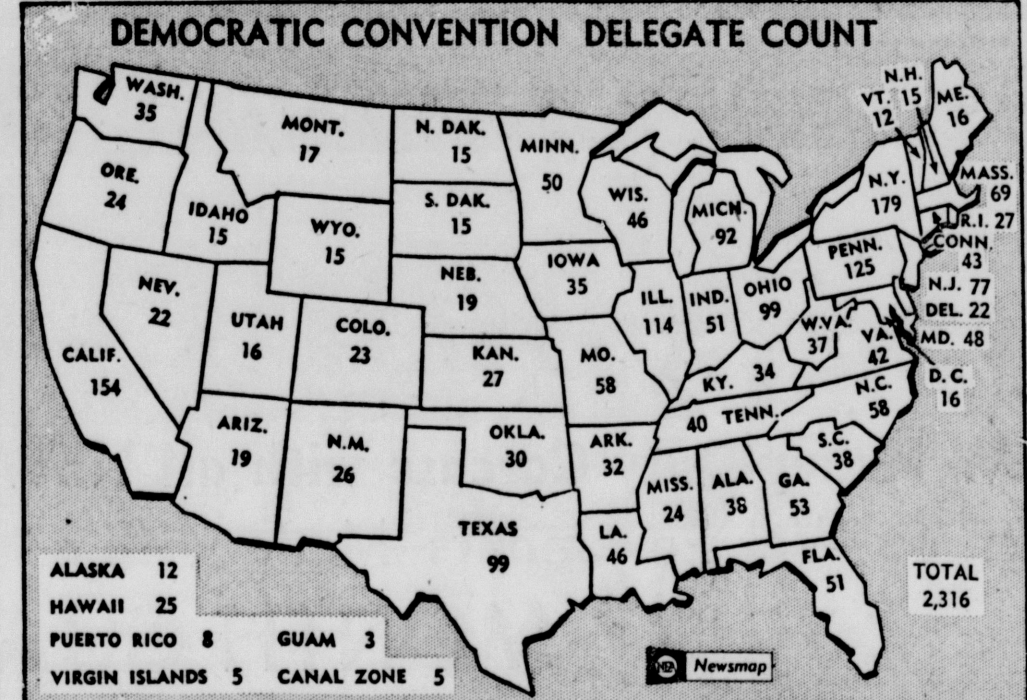 DEMOCRATIC CONVENTION DELEGATE COUNT
WASH.
35
ORE.
24
CALIF.
154
NEV.
22
IDAHO
15
MONT.
17
WYO.
15
UTAH
16
COLO.
23
ARIZ.
19
N.M.
26
N. DAK.
15
S. DAK.
15
NEB.
19
KAN.
27
OKLA.
30
TEXAS
99
MINN.
50
IOWA
35
MO.
58
ARK.
32
LA.
46
WIS.
46
ILL.
114
MICH.
92
IND.
51
OHIO
99
KY. 34
40 TENN.
MISS.
24
ALA.
38
GA.
53
FLA.
51
S.C.
38
N.C.
58
VA.
42
W.VA.
37
PENN.
125
N.Y.
179
VT.
12
N.H.
15
ME.
16
MASS.
69
R.I. 27
CONN.
43
N.J. 77
DEL. 22
MD. 48
D. C.
16
ALASKA 12
HAWAII 25
PUERTO RICO 8 GUAM 3
VIRGIN ISLANDS 5 CANAL ZONE 5
TOTAL
2,316
NEA Newsmap